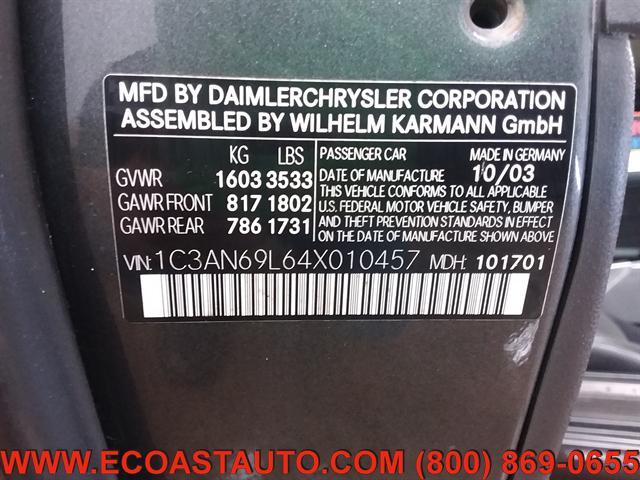 MFD BY DAIMLERCHRYSLER CORPORATION
ASSEMBLED BY WILHELM KARMANN GmbH
KG LBS
GVWR 1603 3533
GAWR FRONT 817 1802
GAWR REAR 786 1731
PASSENGER CAR MADE IN GERMANY
DATE OF MANUFACTURE 10/03
THIS VEHICLE CONFORMS TO ALL APPLICABLE
U.S. FEDERAL MOTOR VEHICLE SAFETY, BUMPER
AND THEFT PREVENTION STANDARDS IN EFFECT
ON THE DATE OF MANUFACTURE SHOWN ABOVE.
VIN: 1C3AN69L64X010457 MDH: 101701
WWW.ECOASTAUTO.COM (800) 869-0655